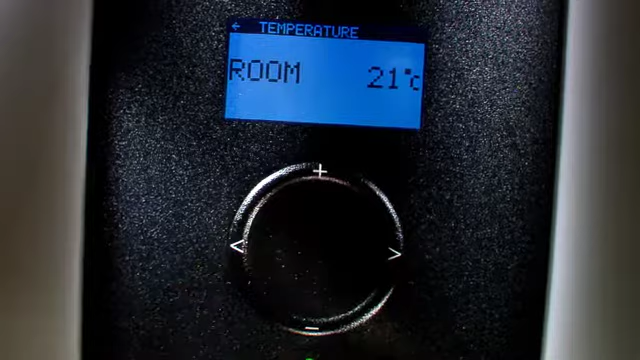 ← TEMPERATURE
ROOM 21°C
+
< >
−